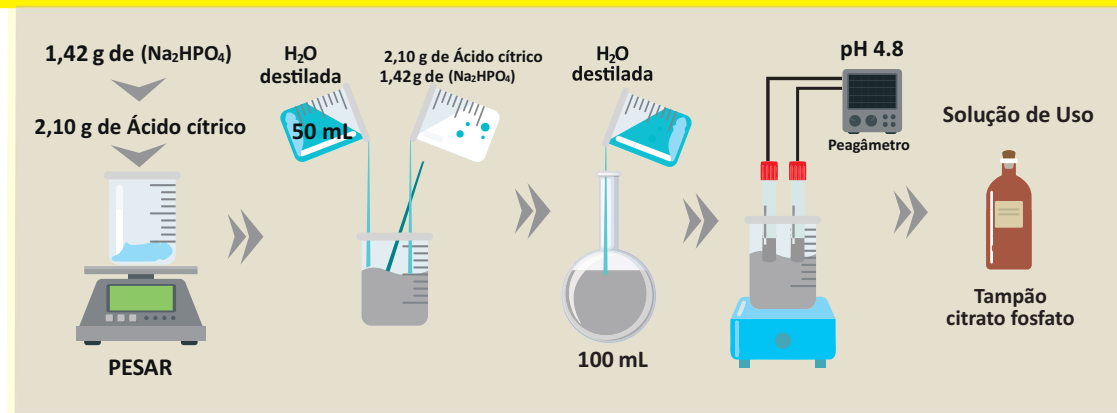 1,42 g de (Na₂HPO₄)
2,10 g de Ácido cítrico
PESAR
H₂O
destilada
50 mL
2,10 g de Ácido cítrico
1,42 g de (Na₂HPO₄)
H₂O
destilada
100 mL
pH 4.8
Peagâmetro
Solução de Uso
Tampão
citrato fosfato